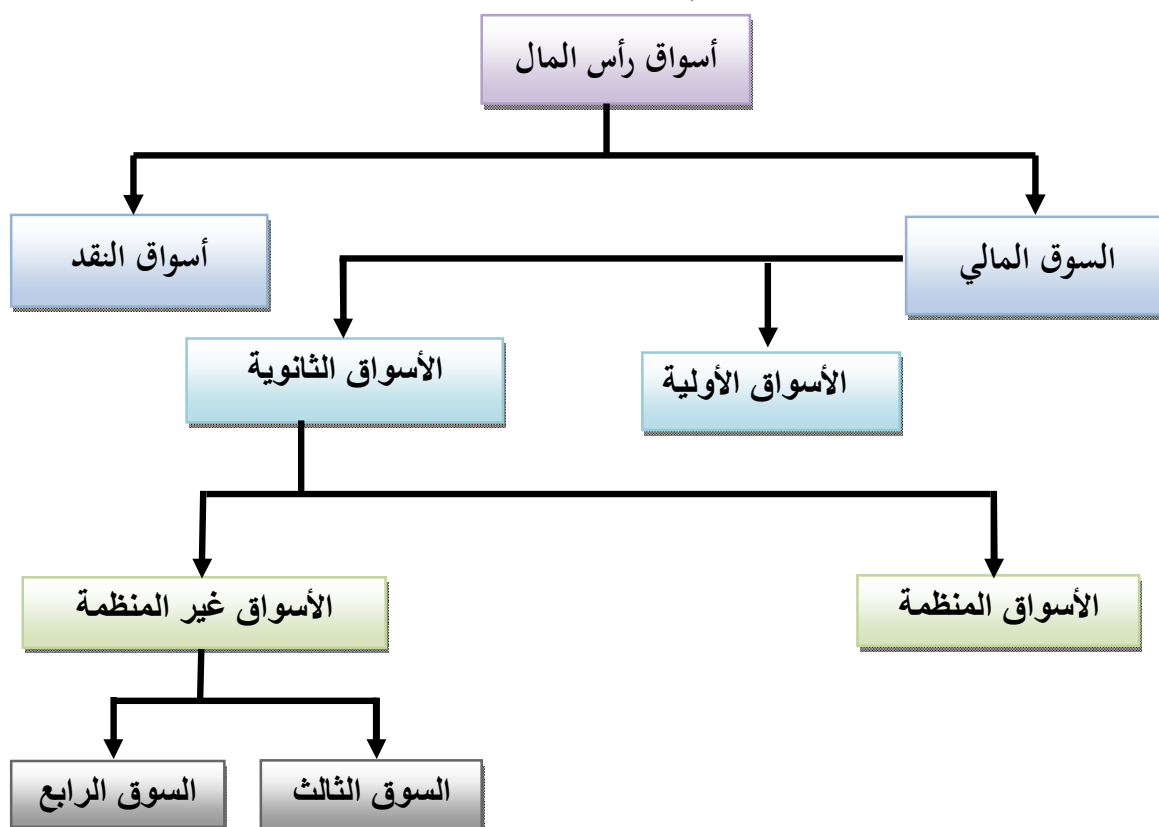 أسواق رأس المال
السوق المالي
أسواق النقد
الأسواق الأولية
الأسواق الثانوية
الأسواق المنظمة
الأسواق غير المنظمة
السوق الثالث
السوق الرابع